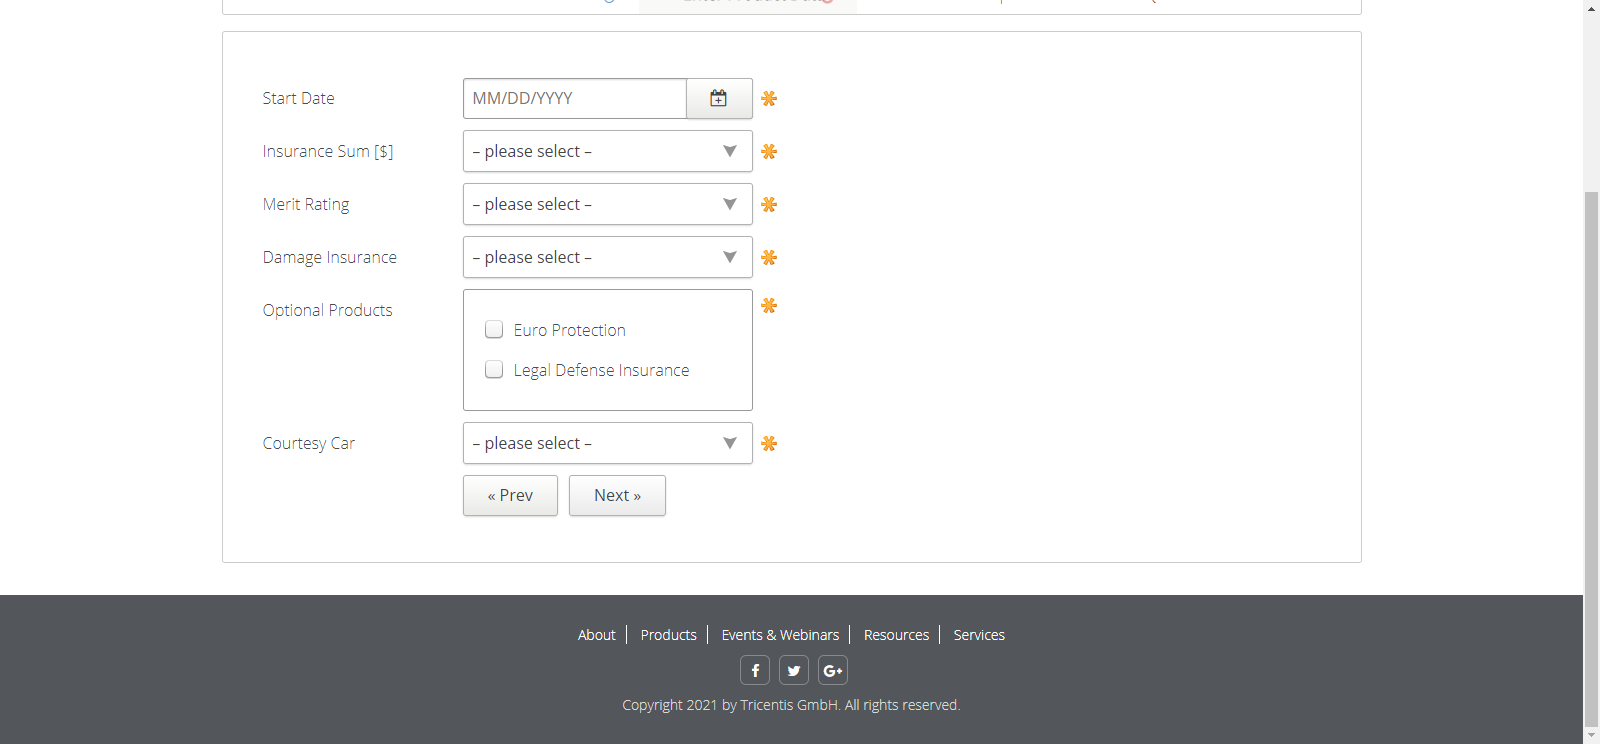 Start Date
MM/DD/YYYY
Insurance Sum [$]
– please select –
Merit Rating
– please select –
Damage Insurance
– please select –
Optional Products
Euro Protection
Legal Defense Insurance
Courtesy Car
– please select –
« Prev
Next »
About
Products
Events & Webinars
Resources
Services
Copyright 2021 by Tricentis GmbH. All rights reserved.